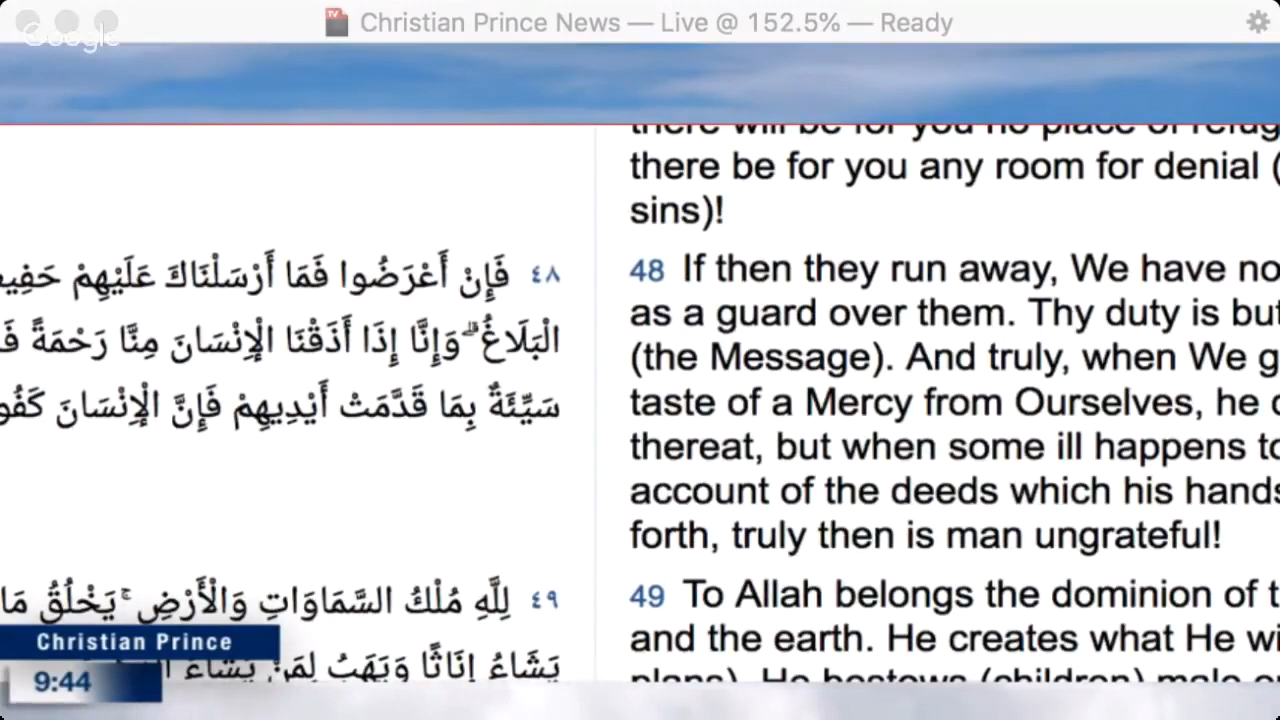 Google
Christian Prince News — Live @ 152.5% — Ready
there be for you any room for denial (
sins)!
٤٨ فَإِنْ أَعْرَضُوا فَمَا أَرْسَلْنَاكَ عَلَيْهِمْ
الْبَلَاغُ ۗ وَإِنَّا إِذَا أَذَقْنَا الْإِنْسَانَ مِنَّا رَحْمَةً
سَيِّئَةٌ بِمَا قَدَّمَتْ أَيْدِيهِمْ فَإِنَّ الْإِنْسَانَ
48 If then they run away, We have no
as a guard over them. Thy duty is but
(the Message). And truly, when We g
taste of a Mercy from Ourselves, he
thereat, but when some ill happens to
account of the deeds which his hands
forth, truly then is man ungrateful!
٤٩ لِلَّهِ مُلْكُ السَّمَاوَاتِ وَالْأَرْضِ ۚ يَخْلُقُ مَا
يَشَاءُ إِنَاثًا وَيَهَبُ لِمَنْ يَشَاءُ
49 To Allah belongs the dominion of t
and the earth. He creates what He wi
Christian Prince
9:44